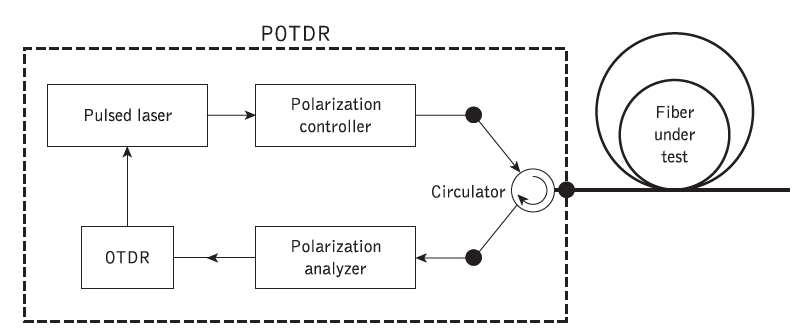 POTDR
Pulsed laser
Polarization
controller
Fiber
under
test
Circulator
OTDR
Polarization
analyzer